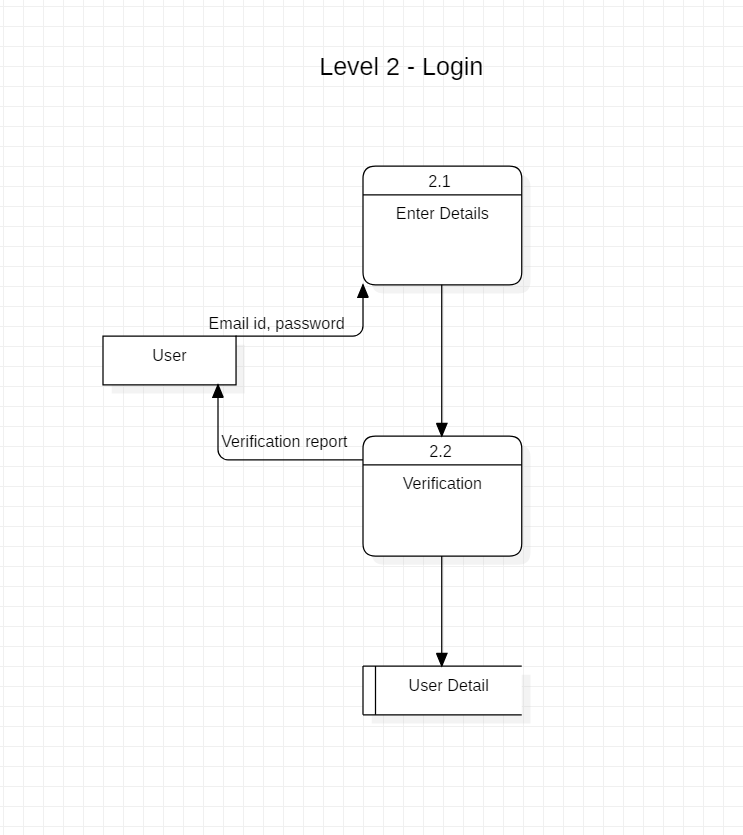 Level 2 - Login
2.1
Enter Details
Email id, password
User
Verification report
2.2
Verification
User Detail